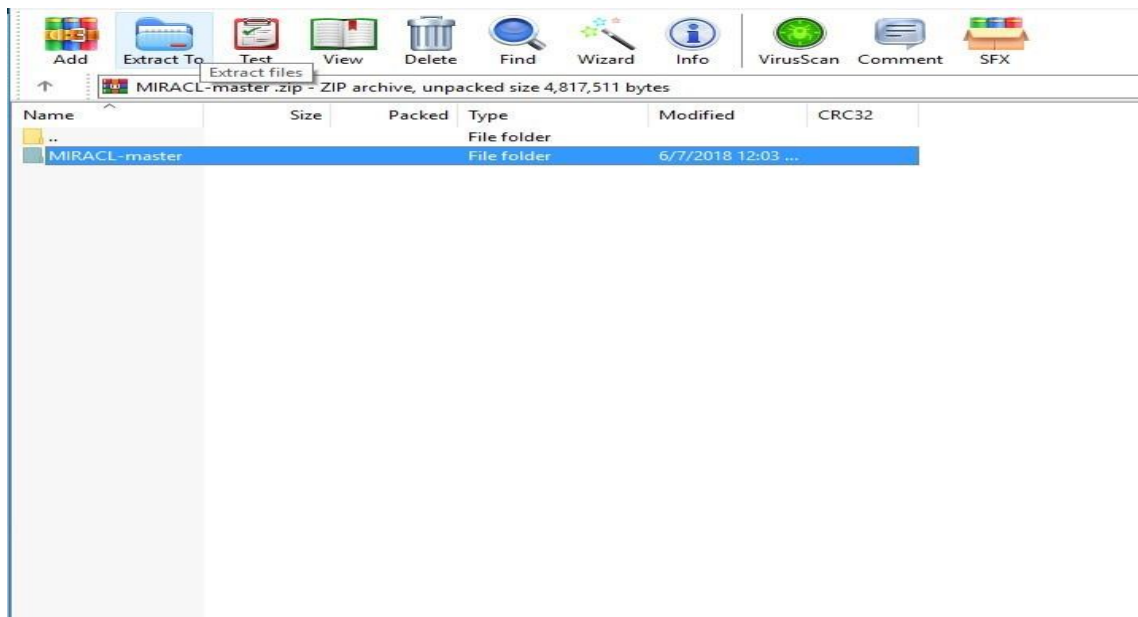 Add Extract To Test View Delete Find Wizard Info VirusScan Comment SFX
Extract files
MIRACL-master .zip - ZIP archive, unpacked size 4,817,511 bytes
Name Size Packed Type Modified CRC32
.. File folder
MIRACL-master File folder 6/7/2018 12:03 ...